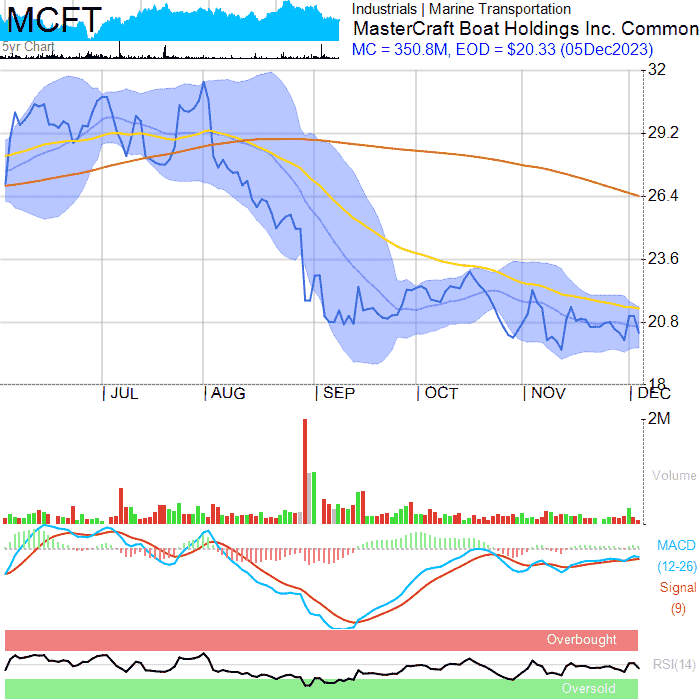 MCFT
5yr Chart
Industrials | Marine Transportation
MasterCraft Boat Holdings Inc. Common
MC = 350.8M, EOD = $20.33 (05Dec2023)
32
29.2
26.4
23.6
20.8
18
JUL
AUG
SEP
OCT
NOV
DEC
2M
Volume
MACD
(12-26)
Signal
(9)
Overbought
RSI(14)
Oversold